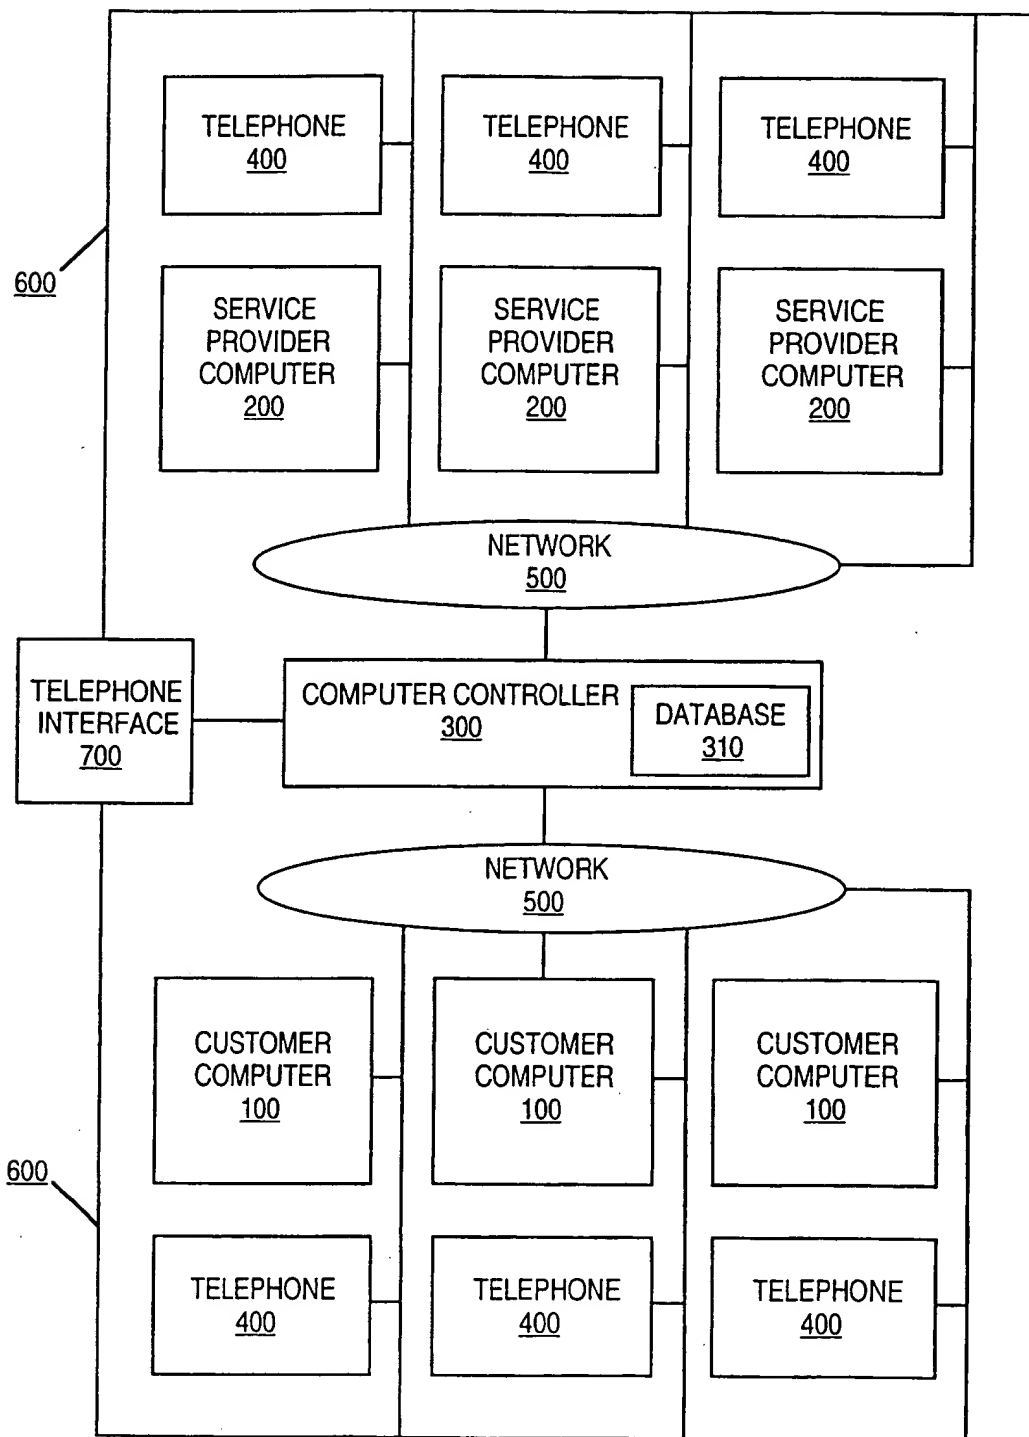 TELEPHONE
400
TELEPHONE
400
TELEPHONE
400
600
SERVICE
PROVIDER
COMPUTER
200
SERVICE
PROVIDER
COMPUTER
200
SERVICE
PROVIDER
COMPUTER
200
NETWORK
500
TELEPHONE
INTERFACE
700
COMPUTER CONTROLLER
300
DATABASE
310
NETWORK
500
CUSTOMER
COMPUTER
100
CUSTOMER
COMPUTER
100
CUSTOMER
COMPUTER
100
600
TELEPHONE
400
TELEPHONE
400
TELEPHONE
400